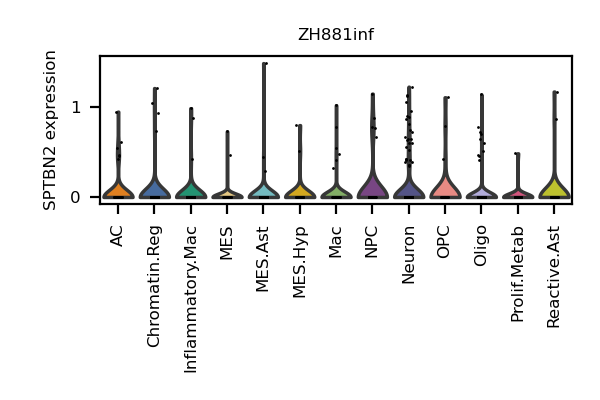 ZH881inf
SPTBN2 expression
1
0
AC
Chromatin.Reg
Inflammatory.Mac
MES
MES.Ast
MES.Hyp
Mac
NPC
Neuron
OPC
Oligo
Prolif.Metab
Reactive.Ast